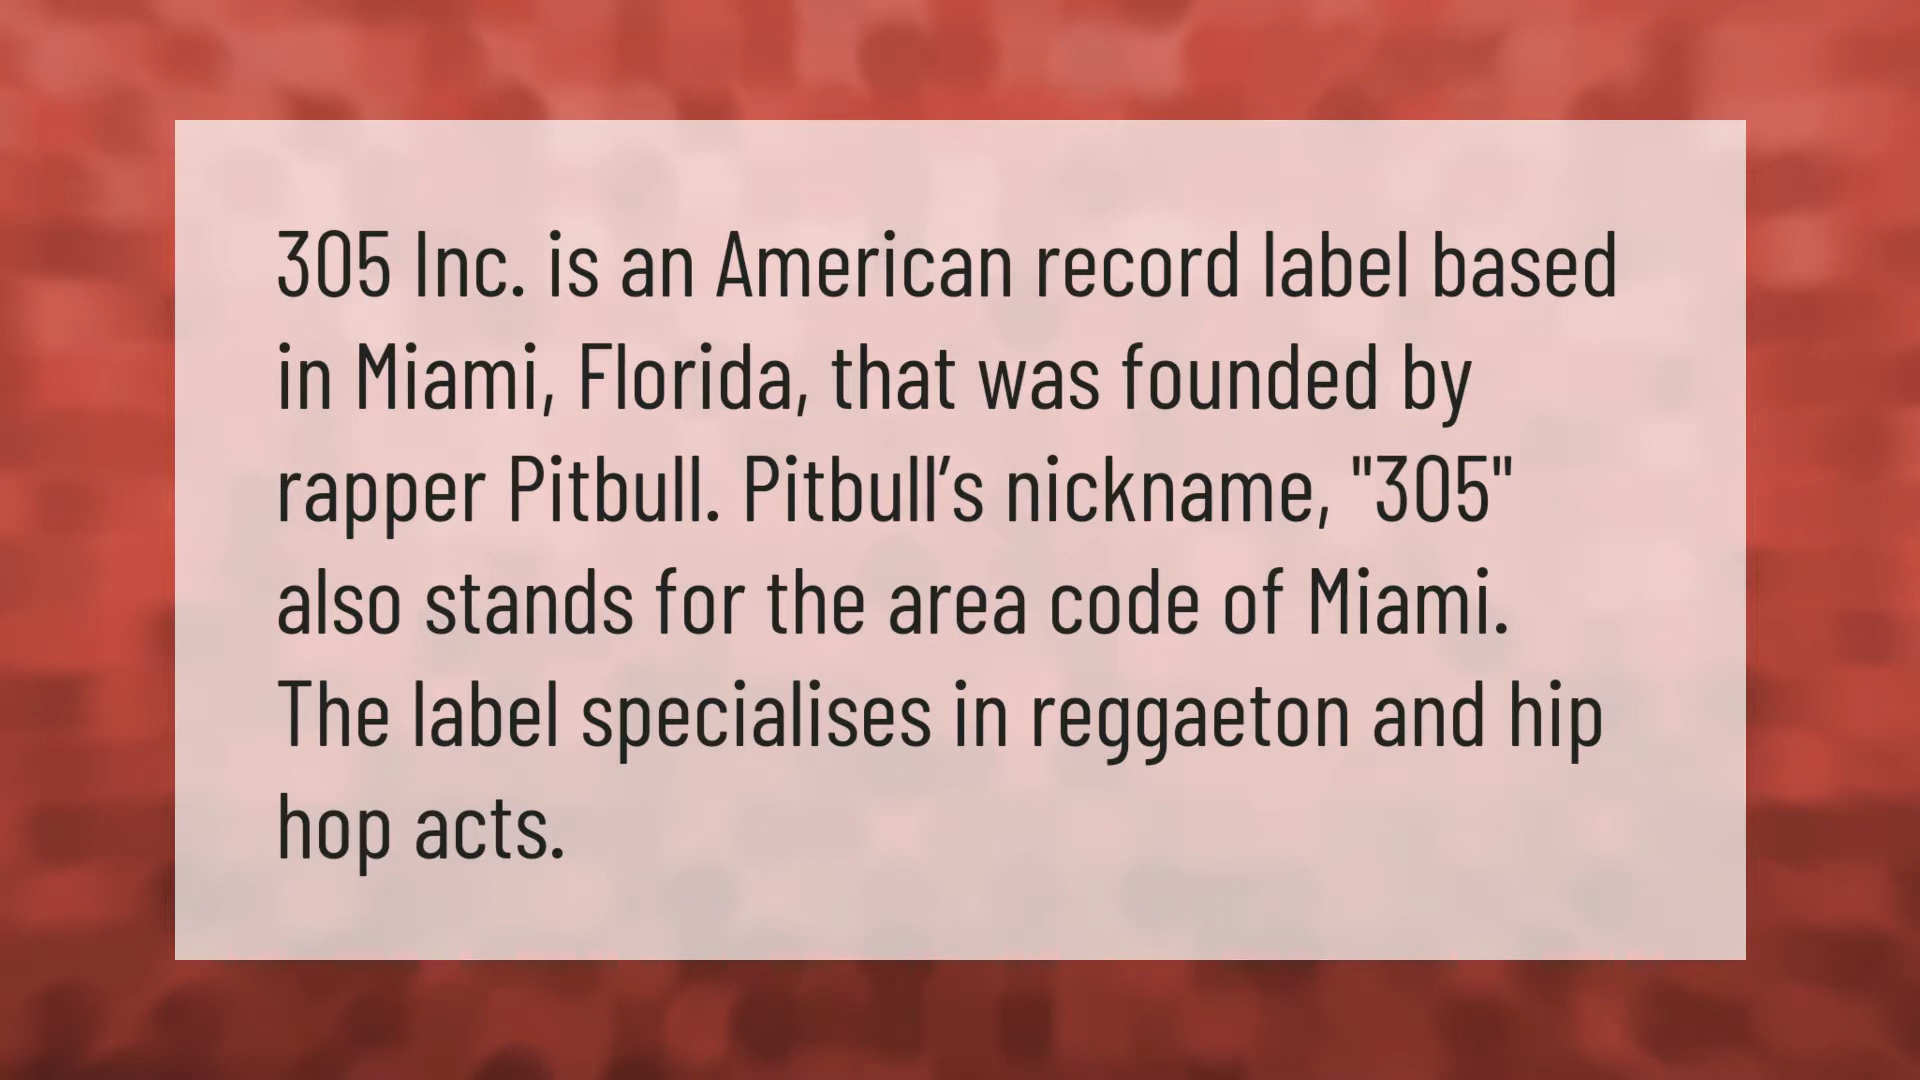 305 Inc. is an American record label based
in Miami, Florida, that was founded by
rapper Pitbull. Pitbull’s nickname, "305"
also stands for the area code of Miami.
The label specialises in reggaeton and hip
hop acts.